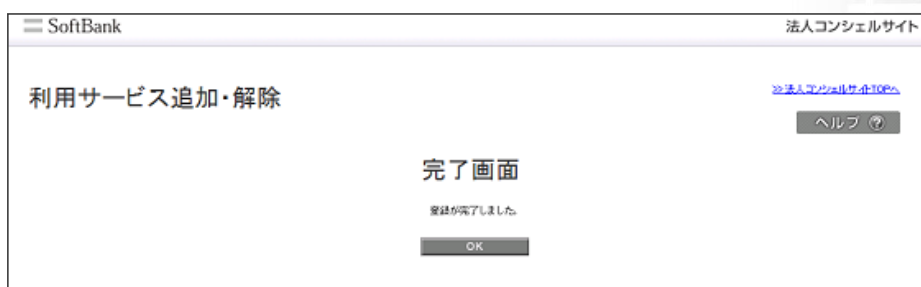 SoftBank
法人コンシェルサイト
利用サービス追加・解除
>>法人コンシェルサイトTOPへ
ヘルプ ?
完了画面
登録が完了しました。
OK